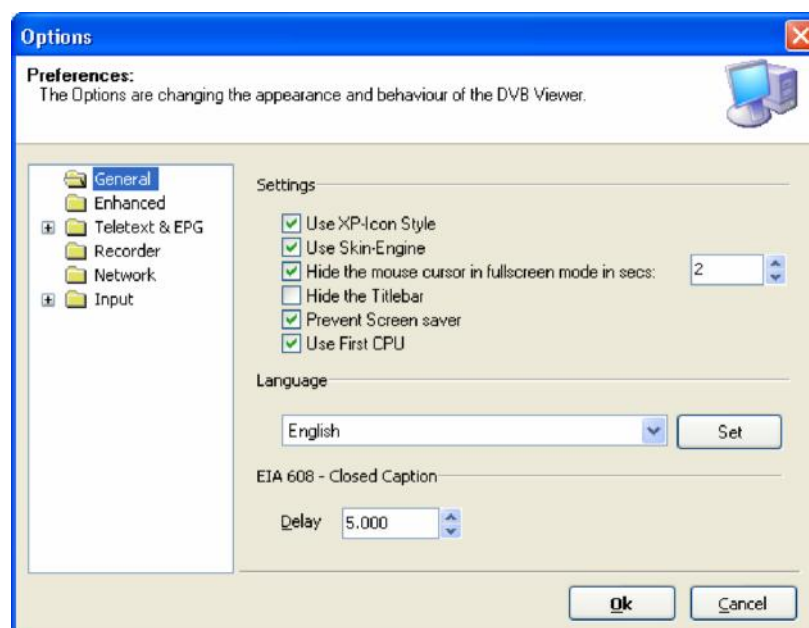 Options
Preferences:
The Options are changing the appearance and behaviour of the DVB Viewer.
General
Enhanced
Teletext & EPG
Recorder
Network
Input
Settings
Use XP-Icon Style
Use Skin-Engine
Hide the mouse cursor in fullscreen mode in secs: 2
Hide the Titlebar
Prevent Screen saver
Use First CPU
Language
English Set
EIA 608 - Closed Caption
Delay 5.000
Ok Cancel